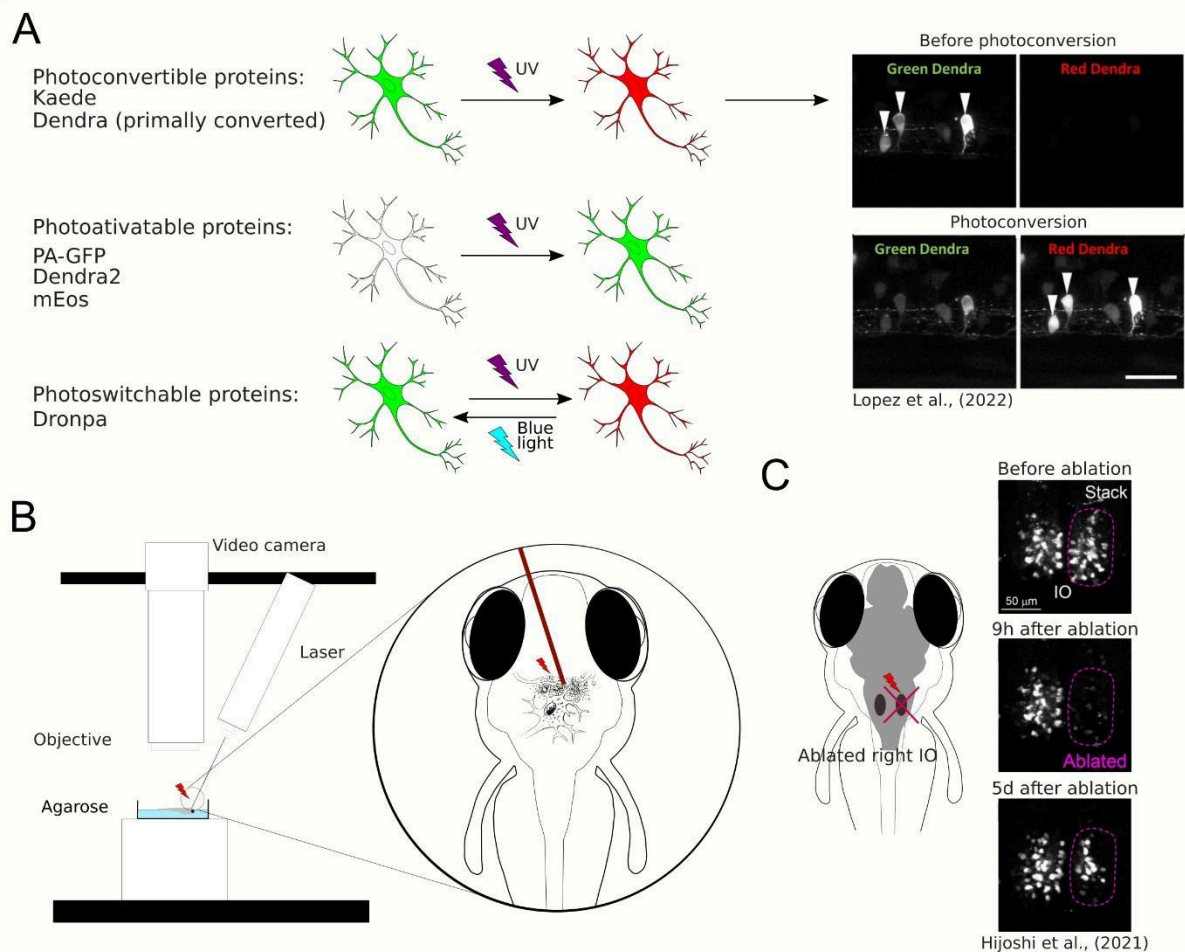 A
Photoconvertible proteins:
Kaede
Dendra (primally converted)
UV
Photoativatable proteins:
PA-GFP
Dendra2
mEos
UV
Photoswitchable proteins:
Dronpa
UV
Blue
light
Before photoconversion
Green Dendra
Red Dendra
Photoconversion
Green Dendra
Red Dendra
Lopez et al., (2022)
B
Video camera
Laser
Objective
Agarose
C
Ablated right IO
Before ablation
Stack
IO
50 µm
9h after ablation
Ablated
5d after ablation
Hijoshi et al (2021)